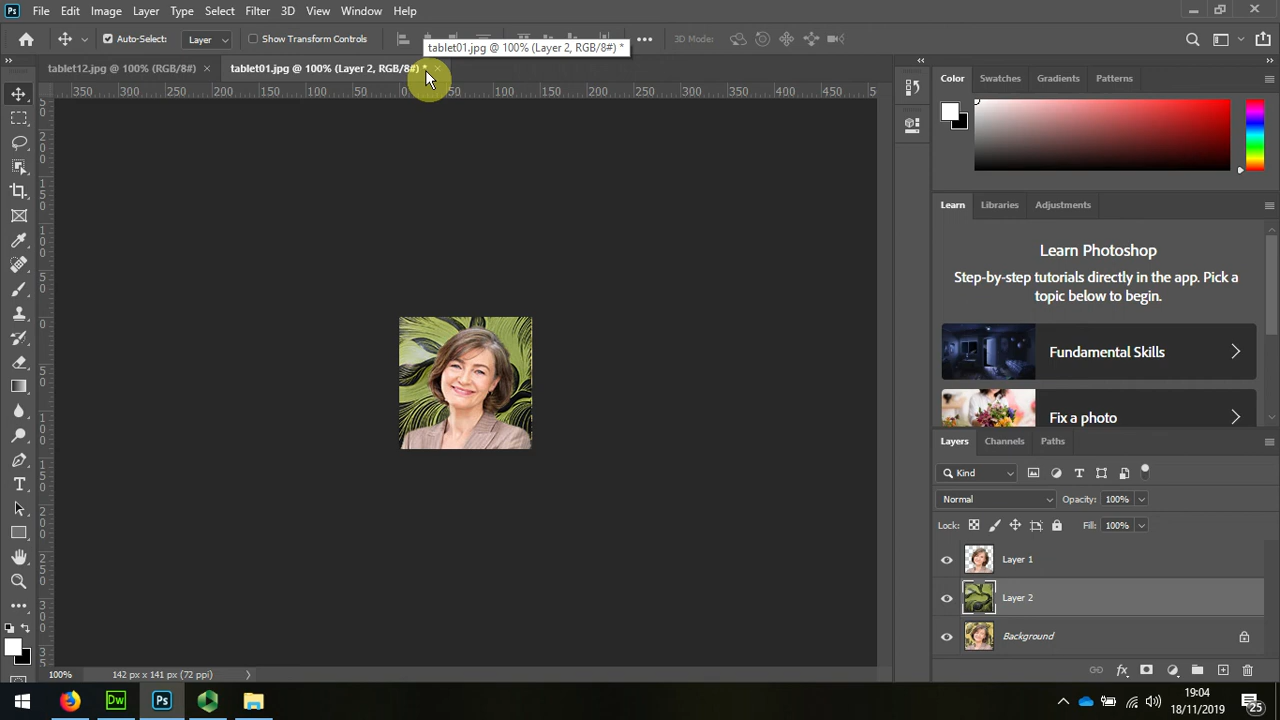 Ps File Edit Image Layer Type Select Filter 3D View Window Help
Auto-Select: Layer Show Transform Controls 3D Mode:
tablet01.jpg @ 100% (Layer 2, RGB/8#) *
tablet12.jpg @ 100% (RGB/8#) × tablet01.jpg @ 100% (Layer 2, RGB/8#) * ×
350 300 250 200 150 100 50 0 50 100 150 200 250 300 350 400 450 5
Color Swatches Gradients Patterns
Learn Libraries Adjustments
Learn Photoshop
Step-by-step tutorials directly in the app. Pick a
topic below to begin.
Fundamental Skills
Fix a photo
Layers Channels Paths
Kind
Normal Opacity: 100%
Lock: Fill: 100%
Layer 1
Layer 2
Background
100% 142 px x 141 px (72 ppi)
Dw Ps
19:04
18/11/2019
25